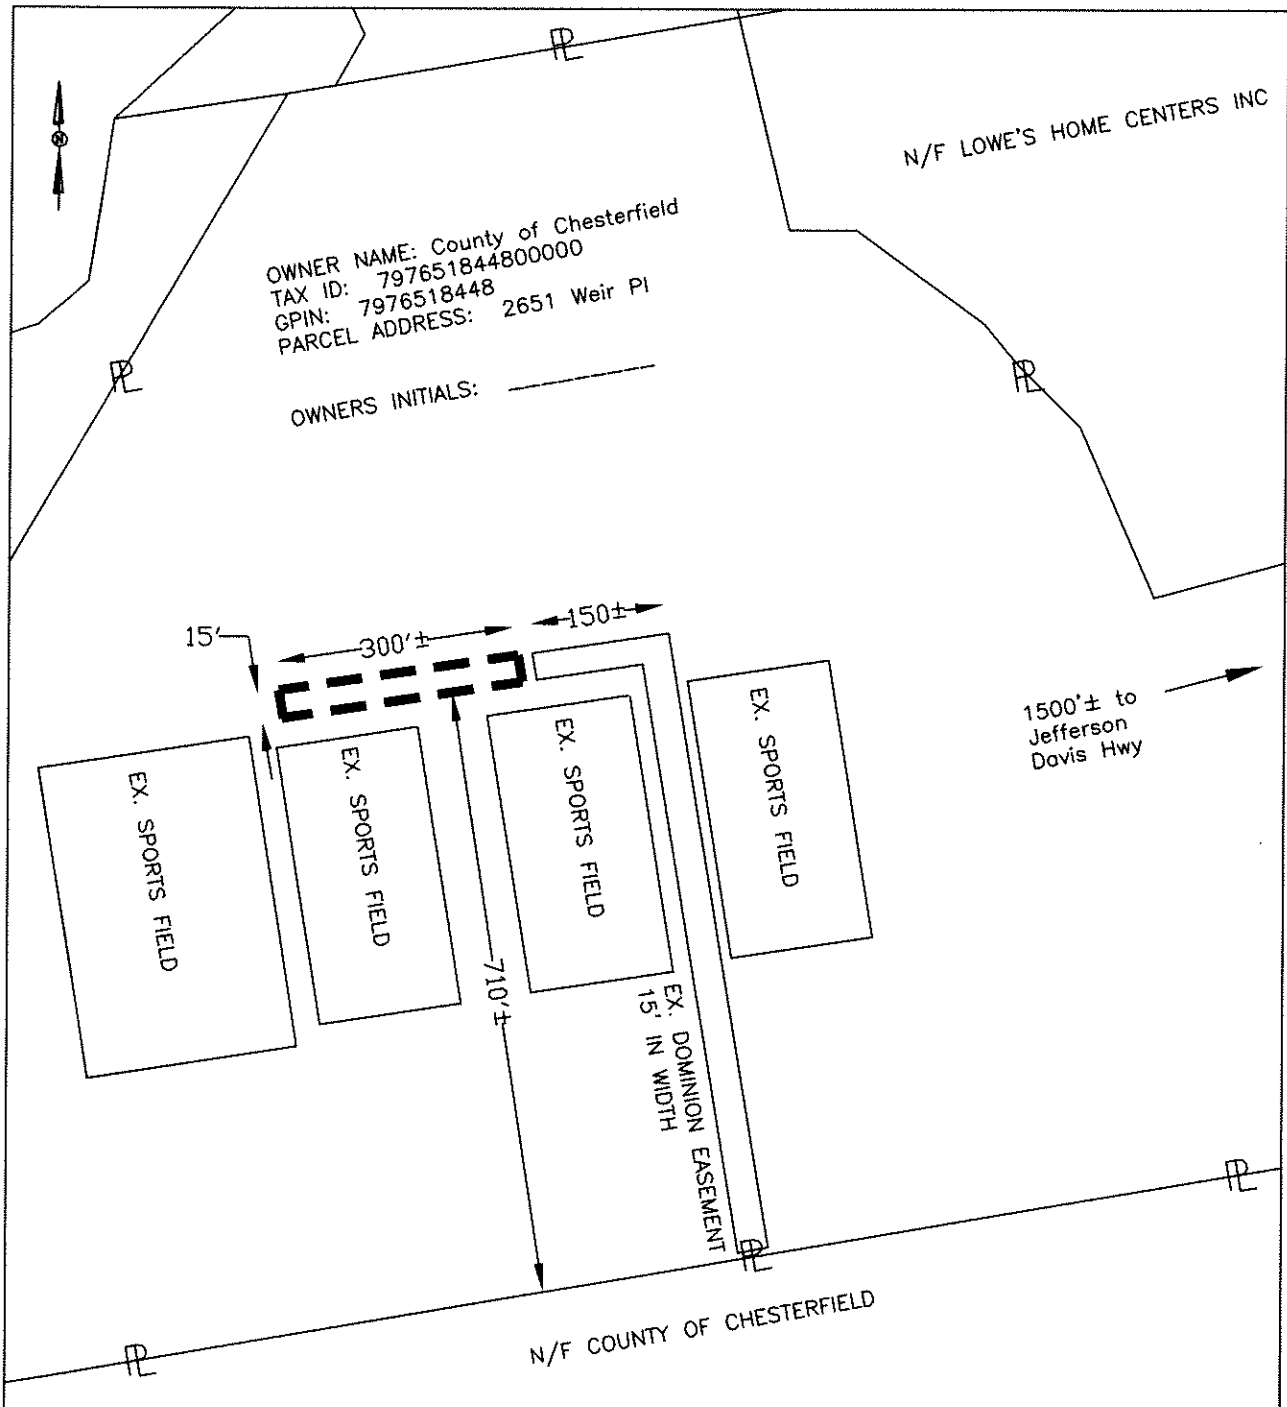 PL
N/F LOWE'S HOME CENTERS INC
N
OWNER NAME: County of Chesterfield
TAX ID: 797651844800000
GPIN: 7976518448
PARCEL ADDRESS: 2651 Weir Pl
PL
PL
OWNERS INITIALS:
15'
300'±
150±
1500'± to
Jefferson
Davis Hwy
EX. SPORTS FIELD
EX. SPORTS FIELD
EX. SPORTS FIELD
EX. SPORTS FIELD
710'±
EX. DOMINION EASEMENT
15' IN WIDTH
PL
PL
PL
N/F COUNTY OF CHESTERFIELD